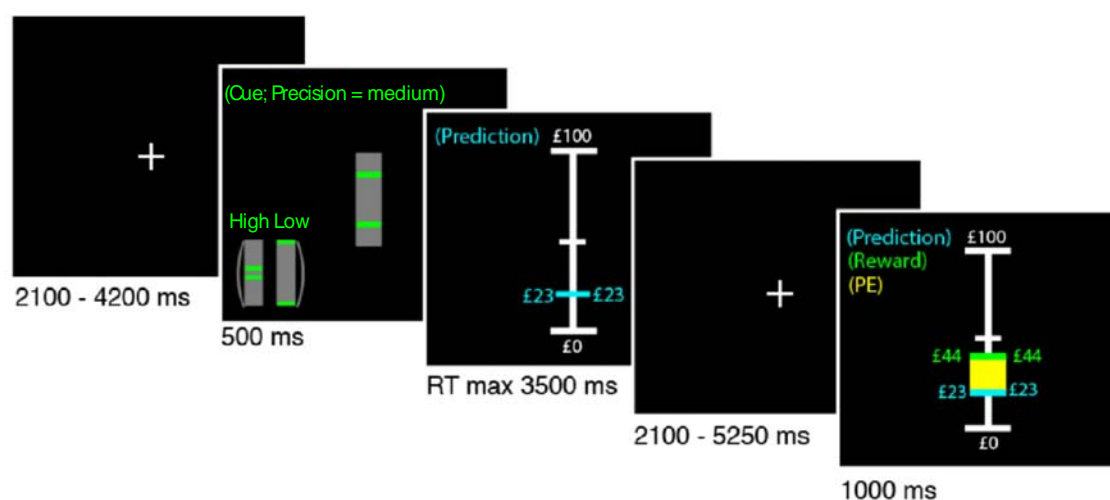 2100 - 4200 ms
(Cue; Precision = medium)
High Low
500 ms
(Prediction) £100
£23 £23
£0
RT max 3500 ms
2100 - 5250 ms
(Prediction) £100
(Reward)
(PE)
£44 £44
£23 £23
£0
1000 ms